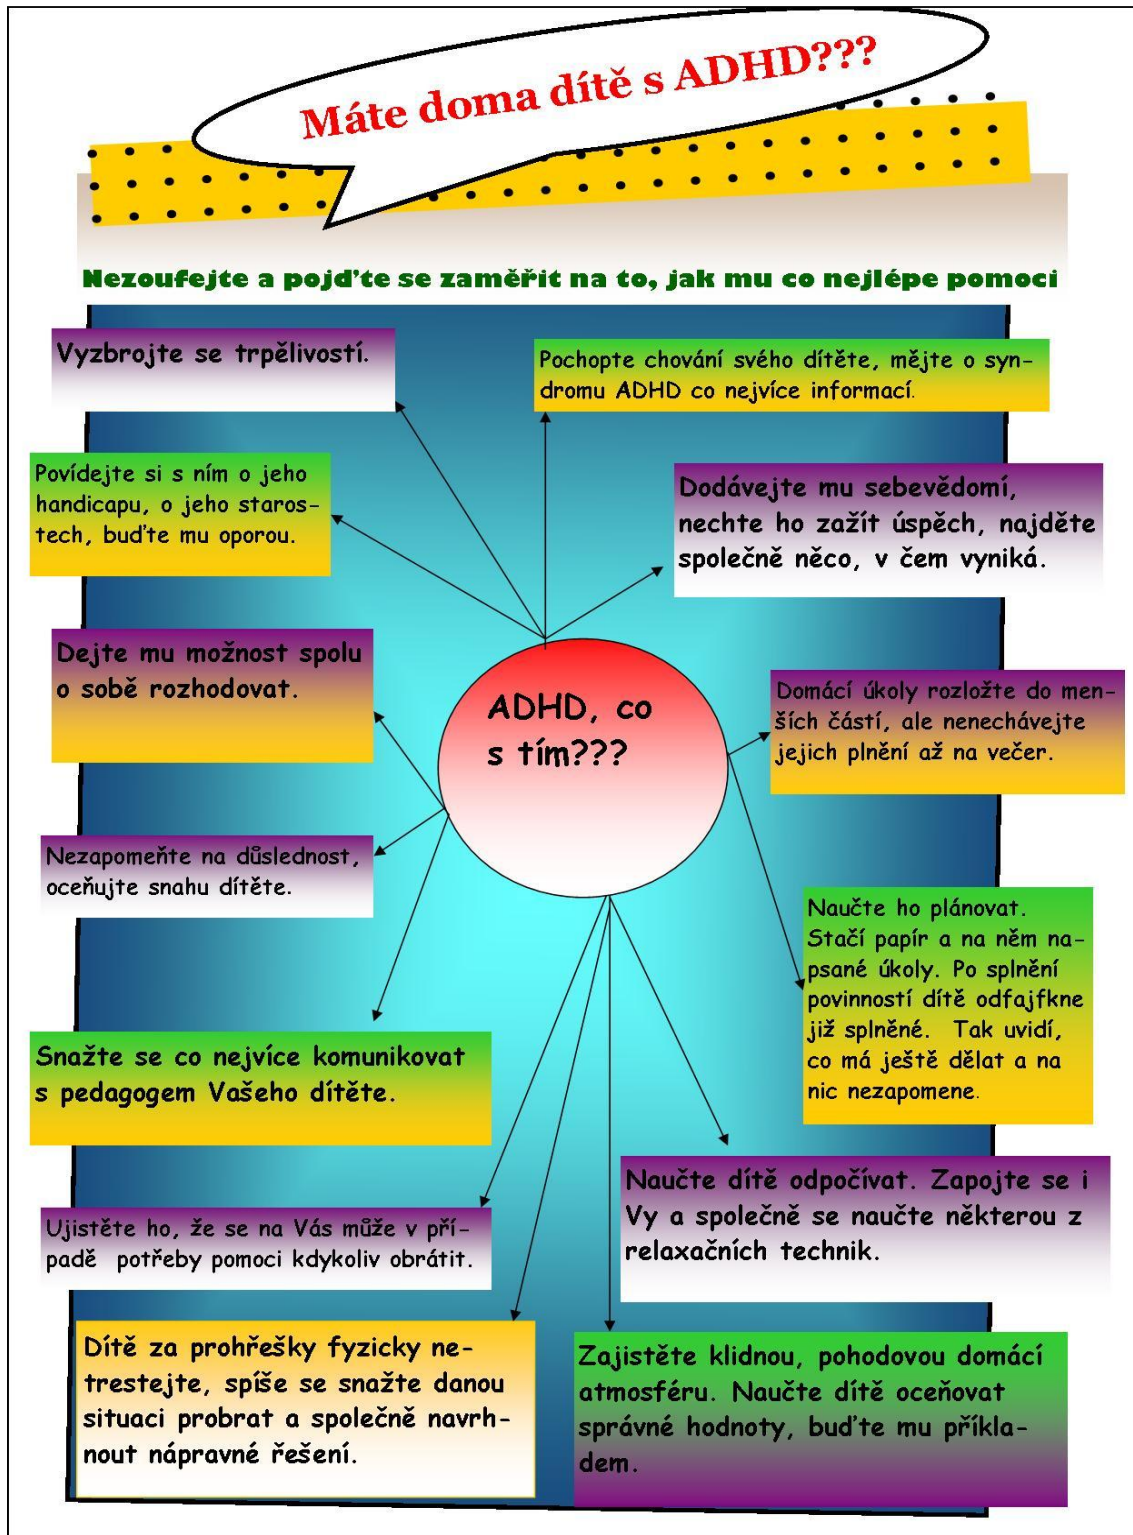 Máte doma dítě s ADHD???
Nezoufejte a pojďte se zaměřit na to, jak mu co nejlépe pomoci
Vyzbrojte se trpělivostí.
Pochopte chování svého dítěte, mějte o syn-
dromu ADHD co nejvíce informací.
Povídejte si s ním o jeho
handicapu, o jeho staros-
tech, buďte mu oporou.
Dodávejte mu sebevědomí,
nechte ho zažít úspěch, najděte
společně něco, v čem vyniká.
Dejte mu možnost spolu
o sobě rozhodovat.
ADHD, co
s tím???
Domácí úkoly rozložte do men-
ších částí, ale nenechávejte
jejich plnění až na večer.
Nezapomeňte na důslednost,
oceňujte snahu dítěte.
Naučte ho plánovat.
Stačí papír a na něm na-
psané úkoly. Po splnění
povinností dítě odfajfkne
již splněné. Tak uvidí,
co má ještě dělat a na
nic nezapomene.
Snažte se co nejvíce komunikovat
s pedagogem Vašeho dítěte.
Naučte dítě odpočívat. Zapojte se i
Vy a společně se naučte některou z
relaxačních technik.
Ujistěte ho, že se na Vás může v pří-
padě potřeby pomoci kdykoliv obrátit.
Dítě za prohřešky fyzicky ne-
trestejte, spíše se snažte danou
situaci probrat a společně navrh-
nout nápravné řešení.
Zajistěte klidnou, pohodovou domácí
atmosféru. Naučte dítě oceňovat
správné hodnoty, buďte mu příkla-
dem.